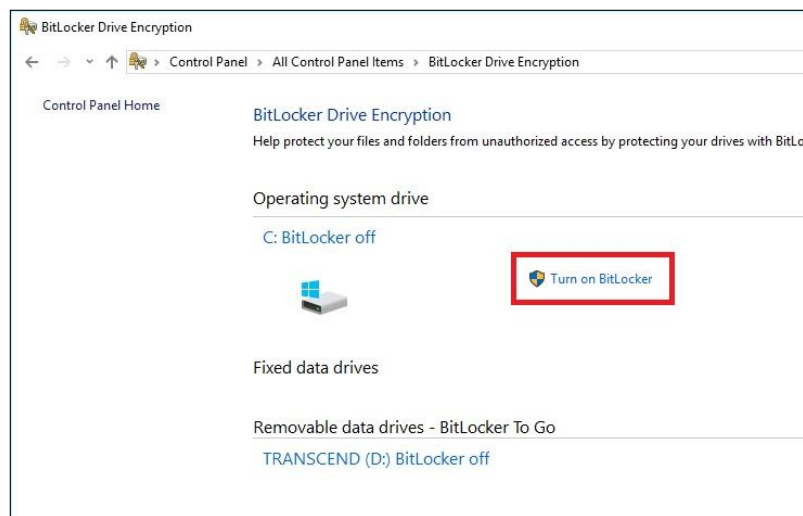 BitLocker Drive Encryption
Control Panel > All Control Panel Items > BitLocker Drive Encryption
Control Panel Home
BitLocker Drive Encryption
Help protect your files and folders from unauthorized access by protecting your drives with BitLo
Operating system drive
C: BitLocker off
Turn on BitLocker
Fixed data drives
Removable data drives - BitLocker To Go
TRANSCEND (D:) BitLocker off